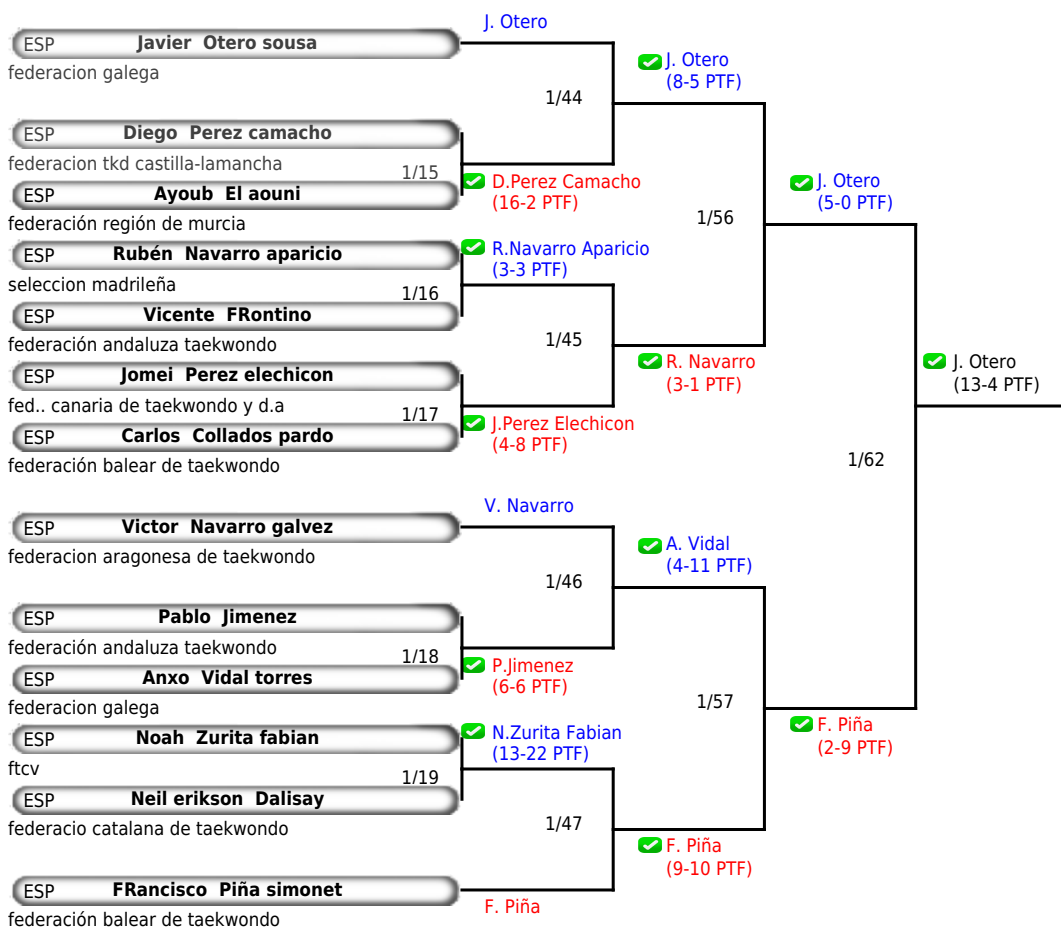 J. Otero
ESP Javier Otero sousa
federacion galega
J. Otero
(8-5 PTF)
1/44
ESP Diego Perez camacho
federacion tkd castilla-lamancha
1/15
D.Perez Camacho
(16-2 PTF)
ESP Ayoub El aouni
federación región de murcia
J. Otero
(5-0 PTF)
1/56
ESP Rubén Navarro aparicio
seleccion madrileña
R.Navarro Aparicio
(3-3 PTF)
1/16
ESP Vicente FRontino
federación andaluza taekwondo
1/45
R. Navarro
(3-1 PTF)
J. Otero
(13-4 PTF)
ESP Jomei Perez elechicon
fed.. canaria de taekwondo y d.a
1/17
J.Perez Elechicon
(4-8 PTF)
ESP Carlos Collados pardo
federación balear de taekwondo
1/62
V. Navarro
ESP Victor Navarro galvez
federacion aragonesa de taekwondo
A. Vidal
(4-11 PTF)
1/46
ESP Pablo Jimenez
federación andaluza taekwondo
1/18
P.Jimenez
(6-6 PTF)
ESP Anxo Vidal torres
federacion galega
1/57
F. Piña
(2-9 PTF)
ESP Noah Zurita fabian
ftcv
N.Zurita Fabian
(13-22 PTF)
1/19
ESP Neil erikson Dalisay
federacio catalana de taekwondo
1/47
F. Piña
(9-10 PTF)
ESP FRancisco Piña simonet
F. Piña
federación balear de taekwondo